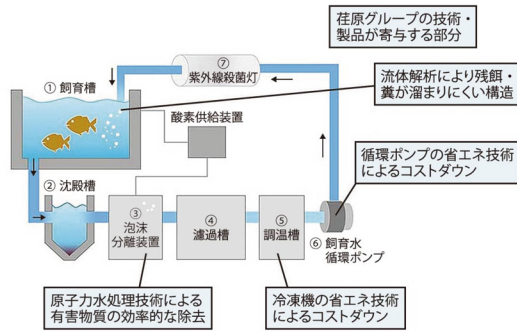 荏原グループの技術・
製品が寄与する部分
⑦
紫外線殺菌灯
① 飼育槽
流体解析により残餌・
糞が溜まりにくい構造
酸素供給装置
循環ポンプの省エネ技術
によるコストダウン
② 沈殿槽
③
泡沫
分離装置
④
濾過槽
⑤
調温槽
⑥ 飼育水
循環ポンプ
原子力水処理技術による
有害物質の効率的な除去
冷凍機の省エネ技術
によるコストダウン